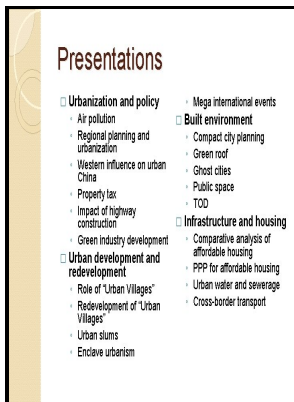 Presentations
Urbanization and policy
Air pollution
Regional planning and
urbanization
Western influence on urban
China
Property tax
Impact of highway
construction
Green industry development
Urban development and
redevelopment
Role of “Urban Villages”
Redevelopment of “Urban
Villages”
Urban slums
Enclave urbanism
Mega international events
Built environment
Compact city planning
Green roof
Ghost cities
Public space
TOD
Infrastructure and housing
Comparative analysis of
affordable housing
PPP for affordable housing
Urban water and sewerage
Cross-border transport